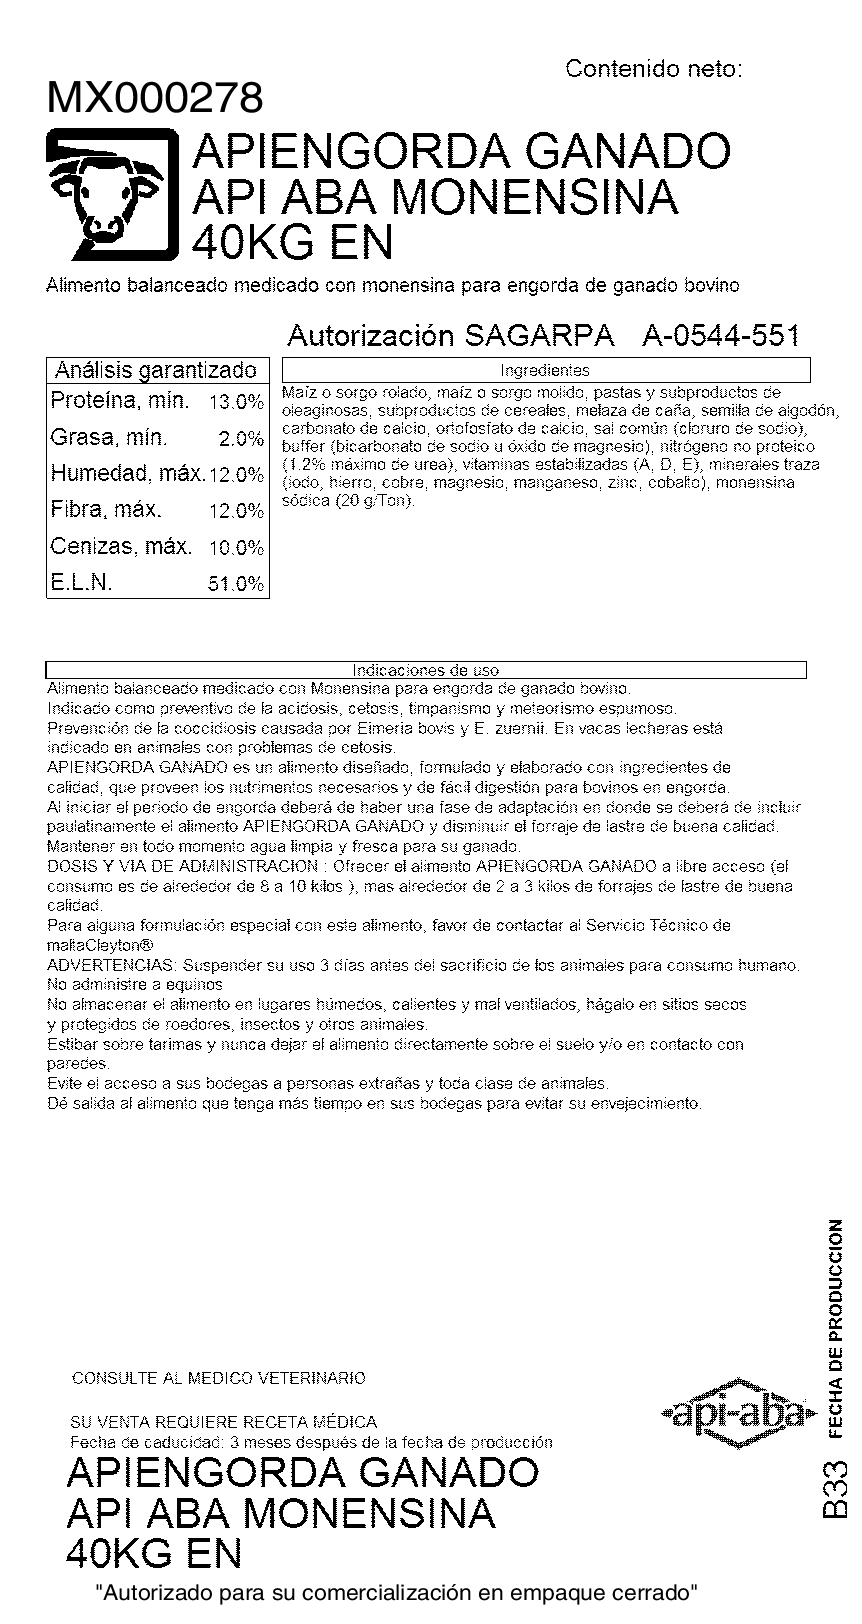 Contenido neto:
MX000278
APIENGORDA GANADO
API ABA MONENSINA
40KG EN
Alimento balanceado medicado con monensina para engorda de ganado bovino
Autorización SAGARPA A-0544-551
Análisis garantizado
Proteína, mín. 13.0%
Grasa, mín. 2.0%
Humedad, máx. 12.0%
Fibra, máx. 12.0%
Cenizas, máx. 10.0%
E.L.N. 51.0%
Ingredientes
Maíz o sorgo rolado, maíz o sorgo molido, pastas y subproductos de
oleaginosas, subproductos de cereales, melaza de caña, semilla de algodón,
carbonato de calcio, ortofosfato de calcio, sal común (cloruro de sodio),
buffer (bicarbonato de sodio u óxido de magnesio), nitrógeno no proteico
(1.2% máximo de urea), vitaminas estabilizadas (A, D, E), minerales traza
(iodo, hierro, cobre, magnesio, manganeso, zinc, cobalto), monensina
sódica (20 g/Ton).
Indicaciones de uso
Alimento balanceado medicado con Monensina para engorda de ganado bovino.
Indicado como preventivo de la acidosis, cetosis, timpanismo y meteorismo espumoso.
Prevención de la coccidiosis causada por Eimeria bovis y E. zuernii. En vacas lecheras está
indicado en animales con problemas de cetosis.
APIENGORDA GANADO es un alimento diseñado, formulado y elaborado con ingredientes de
calidad, que proveen los nutrimentos necesarios y de fácil digestión para bovinos en engorda.
Al iniciar el periodo de engorda deberá de haber una fase de adaptación en donde se deberá de incluir
paulatinamente el alimento APIENGORDA GANADO y disminuir el forraje de lastre de buena calidad.
Mantener en todo momento agua limpia y fresca para su ganado.
DOSIS Y VIA DE ADMINISTRACION : Ofrecer el alimento APIENGORDA GANADO a libre acceso (el
consumo es de alrededor de 8 a 10 kilos ), mas alrededor de 2 a 3 kilos de forrajes de lastre de buena
calidad.
Para alguna formulación especial con este alimento, favor de contactar al Servicio Técnico de
maltaCleyton®
ADVERTENCIAS: Suspender su uso 3 días antes del sacrificio de los animales para consumo humano.
No administre a equinos
No almacenar el alimento en lugares húmedos, calientes y mal ventilados, hágalo en sitios secos
y protegidos de roedores, insectos y otros animales.
Estibar sobre tarimas y nunca dejar el alimento directamente sobre el suelo y/o en contacto con
paredes.
Evite el acceso a sus bodegas a personas extrañas y toda clase de animales.
Dé salida al alimento que tenga más tiempo en sus bodegas para evitar su envejecimiento.
FECHA DE PRODUCCION
B33
CONSULTE AL MEDICO VETERINARIO
api-aba
SU VENTA REQUIERE RECETA MÉDICA
Fecha de caducidad: 3 meses después de la fecha de producción
APIENGORDA GANADO
API ABA MONENSINA
40KG EN
"Autorizado para su comercialización en empaque cerrado"